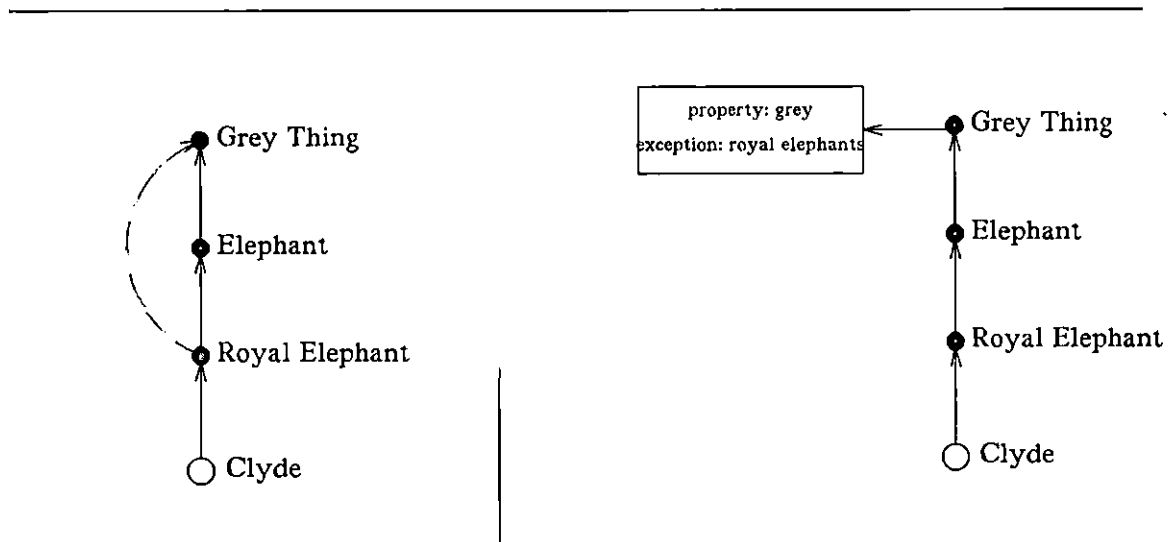 Grey Thing
Elephant
Royal Elephant
Clyde
property: grey
exception: royal elephants
Grey Thing
Elephant
Royal Elephant
Clyde